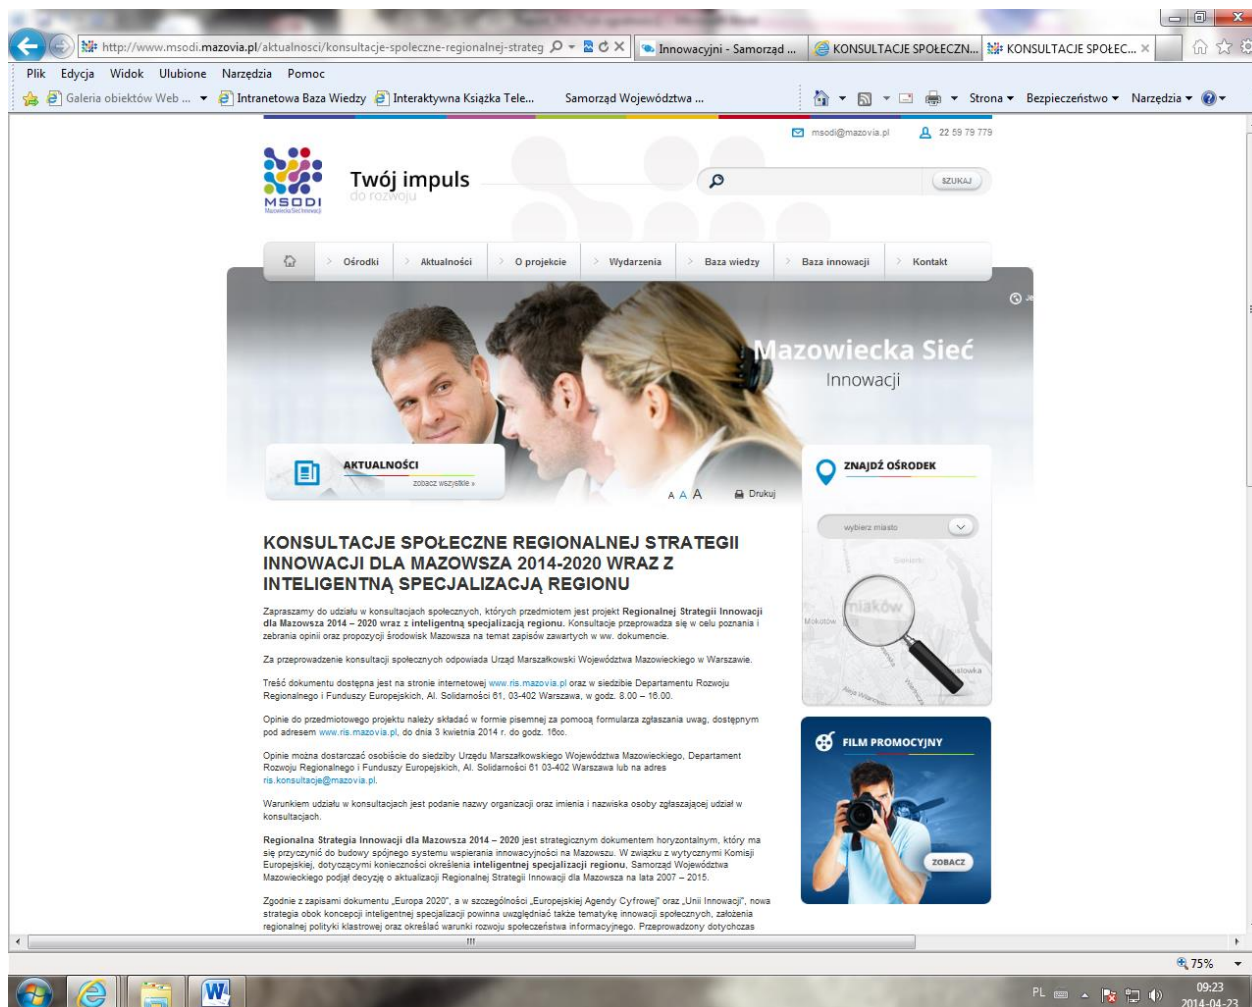 http://www.msodi.mazovia.pl/aktualnosci/konsultacje-spoleczne-regionalnej-strateg
Innowacyjni - Samorząd ...
KONSULTACJE SPOŁECZN...
KONSULTACJE SPOŁEC...
Plik Edycja Widok Ulubione Narzędzia Pomoc
Galeria obiektów Web ... Intranetowa Baza Wiedzy Interaktywna Książka Tele... Samorząd Województwa ... Strona Bezpieczeństwo Narzędzia
msodi@mazovia.pl 22 59 79 779
MSODI
Mazowiecka Sieć Innowacji
Twój impuls
do rozwoju
SZUKAJ
Ośrodki Aktualności O projekcie Wydarzenia Baza wiedzy Baza innowacji Kontakt
Mazowiecka Sieć
Innowacji
AKTUALNOŚCI
zobacz wszystkie »
A A A Drukuj
ZNAJDŹ OŚRODEK
wybierz miasto
niaków
Mokotów
KONSULTACJE SPOŁECZNE REGIONALNEJ STRATEGII
INNOWACJI DLA MAZOWSZA 2014-2020 WRAZ Z
INTELIGENTNĄ SPECJALIZACJĄ REGIONU
Zapraszamy do udziału w konsultacjach społecznych, których przedmiotem jest projekt Regionalnej Strategii Innowacji
dla Mazowsza 2014 – 2020 wraz z inteligentną specjalizacją regionu. Konsultacje przeprowadza się w celu poznania i
zebrania opinii oraz propozycji środowisk Mazowsza na temat zapisów zawartych w ww. dokumencie.
Za przeprowadzenie konsultacji społecznych odpowiada Urząd Marszałkowski Województwa Mazowieckiego w Warszawie.
Treść dokumentu dostępna jest na stronie internetowej www.ris.mazovia.pl oraz w siedzibie Departamentu Rozwoju
Regionalnego i Funduszy Europejskich, Al. Solidarności 61, 03-402 Warszawa, w godz. 8.00 – 16.00.
Opinie do przedmiotowego projektu należy składać w formie pisemnej za pomocą formularza zgłaszania uwag, dostępnym
pod adresem www.ris.mazovia.pl, do dnia 3 kwietnia 2014 r. do godz. 16oo.
Opinie można dostarczać osobiście do siedziby Urzędu Marszałkowskiego Województwa Mazowieckiego, Departament
Rozwoju Regionalnego i Funduszy Europejskich, Al. Solidarności 61 03-402 Warszawa lub na adres
ris.konsultacje@mazovia.pl.
Warunkiem udziału w konsultacjach jest podanie nazwy organizacji oraz imienia i nazwiska osoby zgłaszającej udział w
konsultacjach.
Regionalna Strategia Innowacji dla Mazowsza 2014 – 2020 jest strategicznym dokumentem horyzontalnym, który ma
się przyczynić do budowy spójnego systemu wspierania innowacyjności na Mazowszu. W związku z wytycznymi Komisji
Europejskiej, dotyczącymi konieczności określenia inteligentnej specjalizacji regionu, Samorząd Województwa
Mazowieckiego podjął decyzję o aktualizacji Regionalnej Strategii Innowacji dla Mazowsza na lata 2007 – 2015.
Zgodnie z zapisami dokumentu „Europa 2020”, a w szczególności „Europejskiej Agendy Cyfrowej” oraz „Unii Innowacji”, nowa
strategia obok koncepcji inteligentnej specjalizacji powinna uwzględniać także tematykę innowacji społecznych, założenia
regionalnej polityki klastrowej oraz określać warunki rozwoju społeczeństwa informacyjnego. Przeprowadzony dotychczas
FILM PROMOCYJNY
ZOBACZ
75%
PL
09:23
2014-04-23